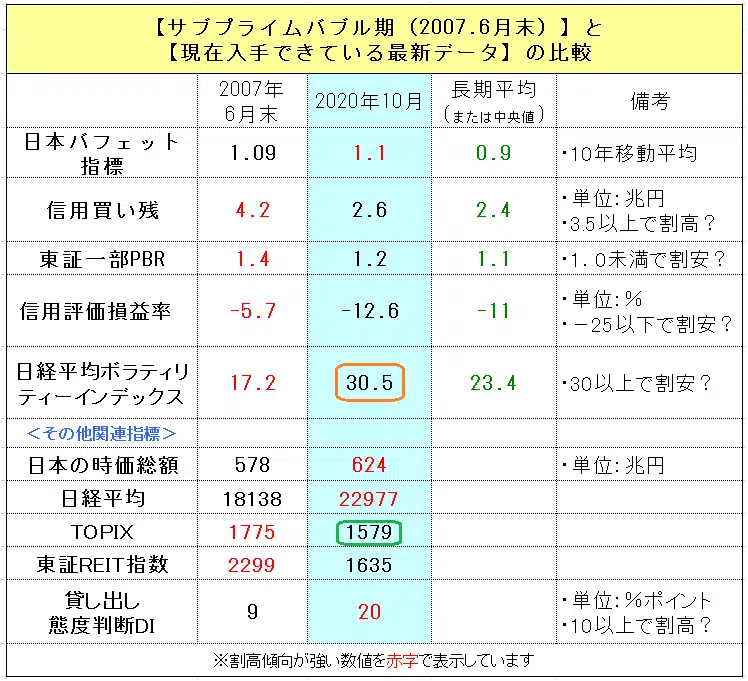 【サブプライムバブル期（2007.6月末）】と
【現在入手できている最新データ】の比較
2007年
6月末
2020年10月
長期平均
（または中央値）
備考
日本バフェット
指標
1.09
1.1
0.9
・10年移動平均
信用買い残
4.2
2.6
2.4
・単位：兆円
・3.5以上で割高？
東証一部PBR
1.4
1.2
1.1
・1.0未満で割安？
信用評価損益率
-5.7
-12.6
-11
・単位：％
・－25以下で割安？
日経平均ボラティリ
ティーインデックス
17.2
30.5
23.4
・30以上で割安？
＜その他関連指標＞
日本の時価総額
578
624
・単位：兆円
日経平均
18138
22977
TOPIX
1775
1579
東証REIT指数
2299
1635
貸し出し
態度判断DI
9
20
・単位：％ポイント
・10以上で割高？
※割高傾向が強い数値を赤字で表示しています